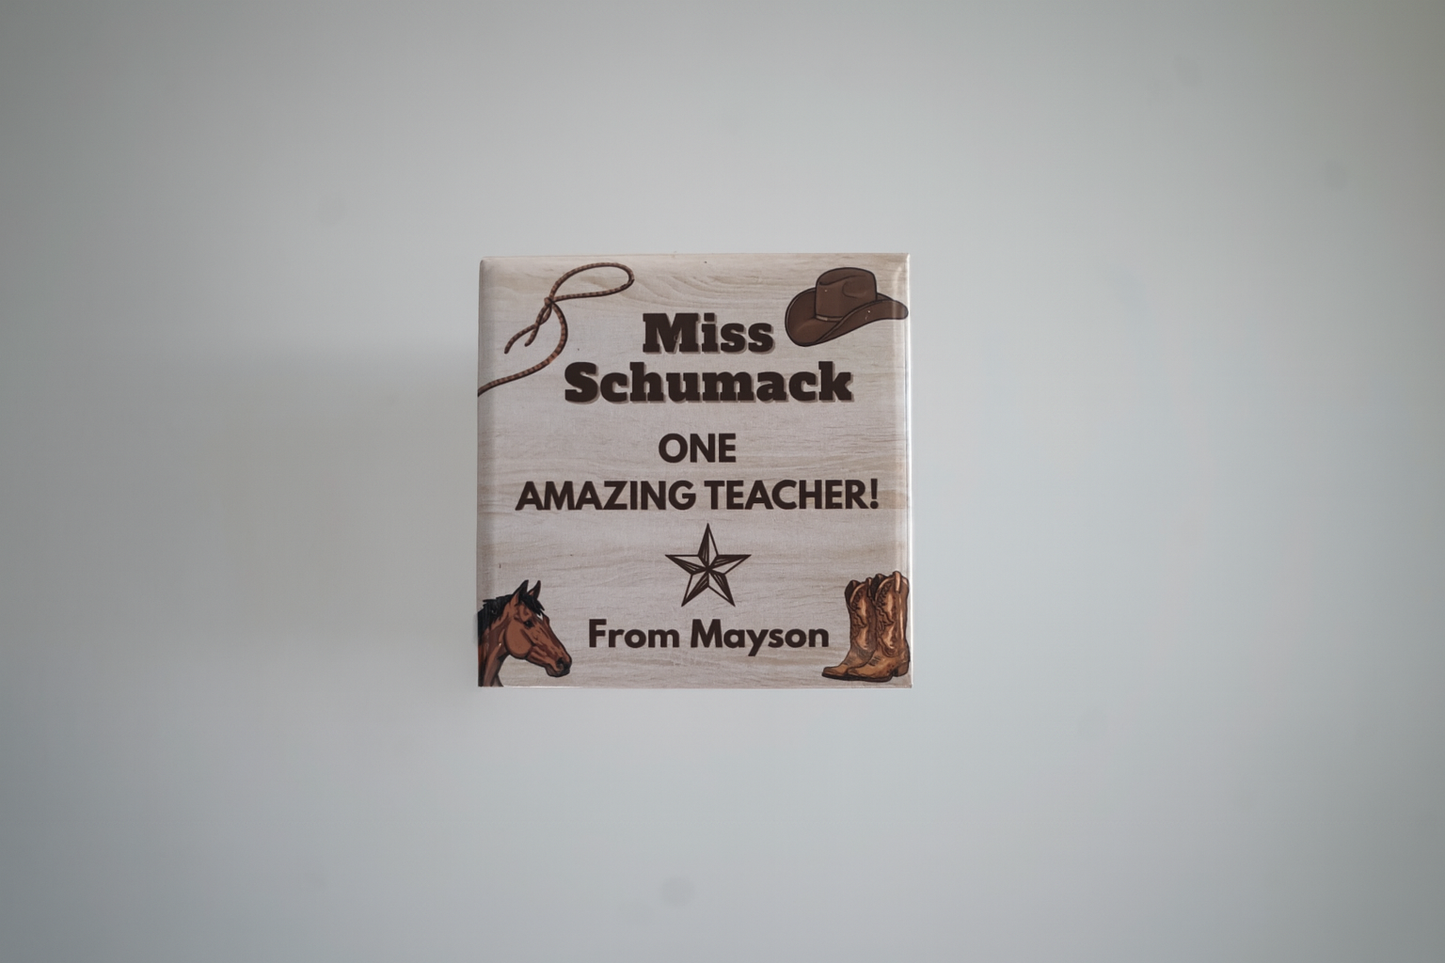 Miss
Schumack
ONE
AMAZING TEACHER!
From Mayson